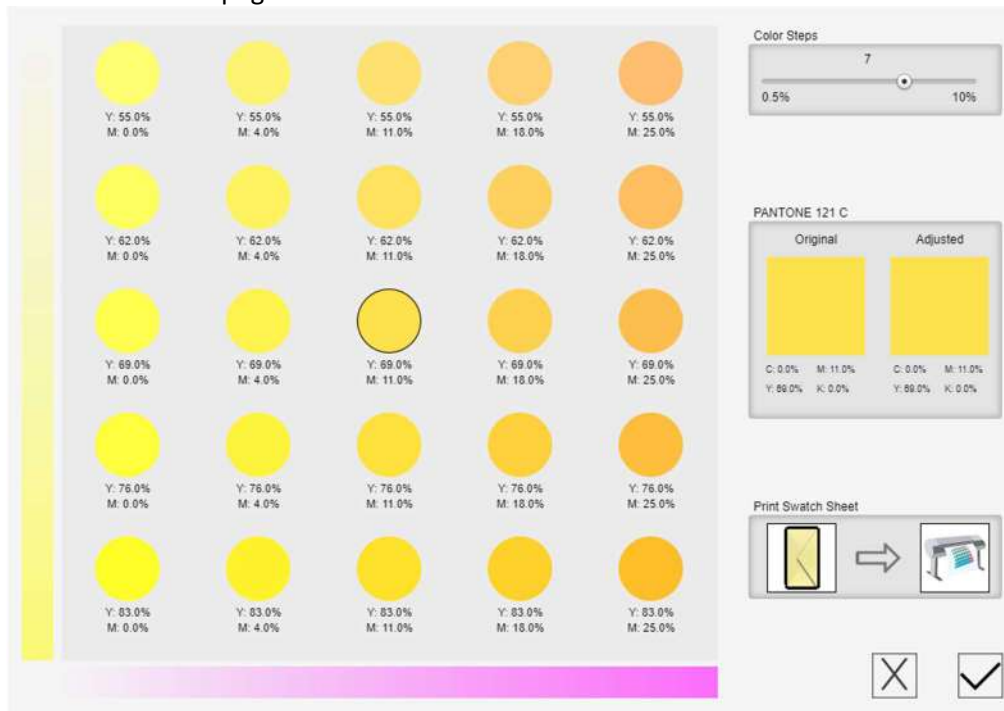 Color Steps
7
0.5% 10%
Y: 55.0% Y: 55.0% Y: 55.0% Y: 55.0% Y: 55.0%
M: 0.0% M: 4.0% M: 11.0% M: 18.0% M: 25.0%
Y: 62.0% Y: 62.0% Y: 62.0% Y: 62.0% Y: 62.0%
M: 0.0% M: 4.0% M: 11.0% M: 18.0% M: 25.0%
PANTONE 121 C
Original Adjusted
Y: 69.0% Y: 69.0% Y: 69.0% Y: 69.0% Y: 69.0%
M: 0.0% M: 4.0% M: 11.0% M: 18.0% M: 25.0%
C: 0.0% M: 11.0% C: 0.0% M: 11.0%
Y: 69.0% K: 0.0% Y: 69.0% K: 0.0%
Y: 76.0% Y: 76.0% Y: 76.0% Y: 76.0% Y: 76.0%
M: 0.0% M: 4.0% M: 11.0% M: 18.0% M: 25.0%
Print Swatch Sheet
Y: 83.0% Y: 83.0% Y: 83.0% Y: 83.0% Y: 83.0%
M: 0.0% M: 4.0% M: 11.0% M: 18.0% M: 25.0%